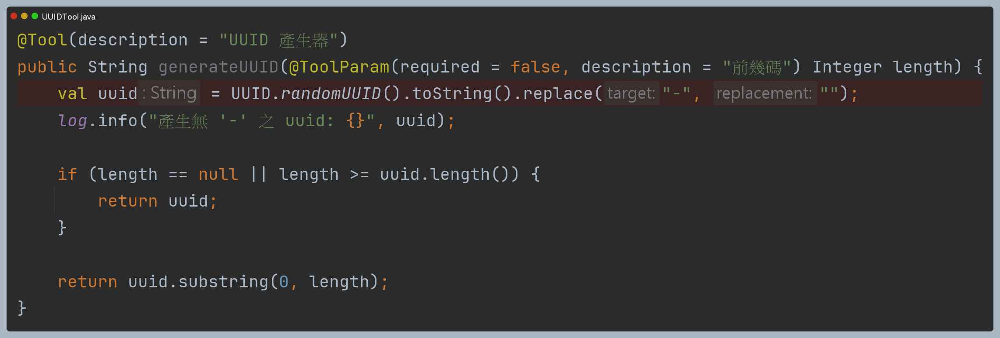 UUIDTool.java
@Tool(description = "UUID 產生器")
public String generateUUID(@ToolParam(required = false, description = "前幾碼") Integer length) {
val uuid : String = UUID.randomUUID().toString().replace( target: "-", replacement: "");
log.info("產生無 '-' 之 uuid: {}", uuid);
if (length == null || length >= uuid.length()) {
return uuid;
}
return uuid.substring(0, length);
}